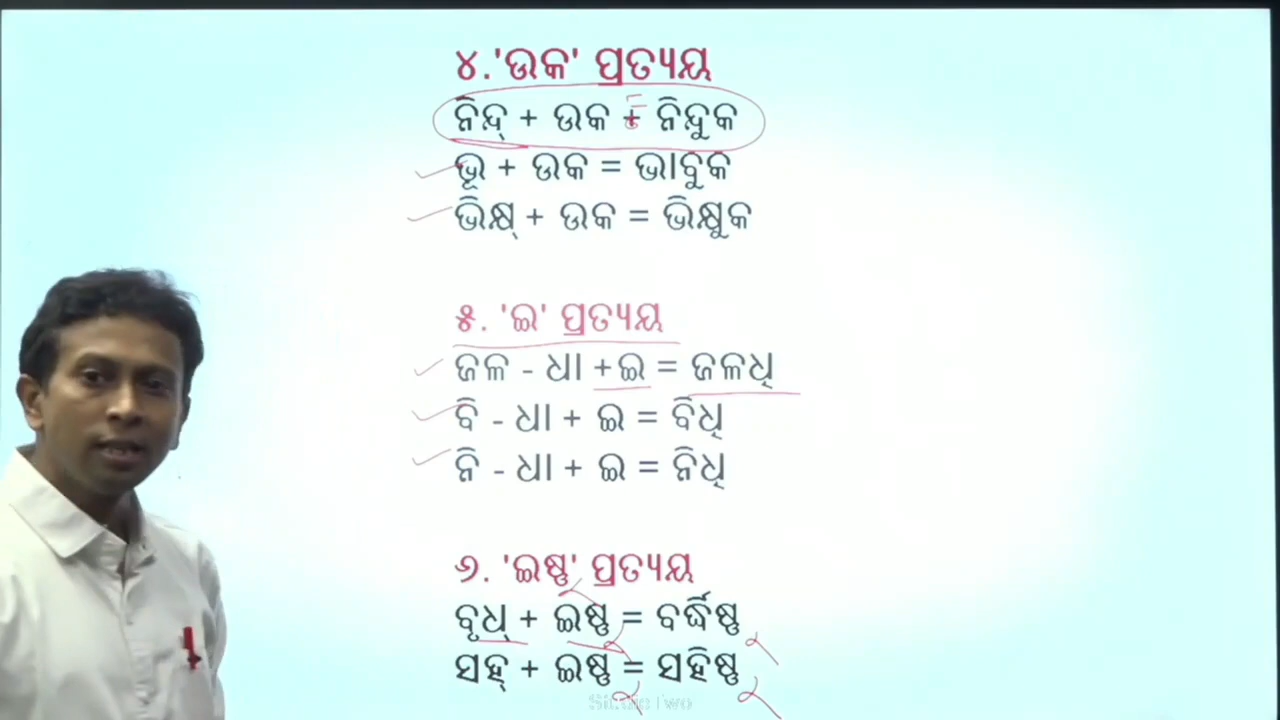 ୪.'ଉକ' ପ୍ରତ୍ୟୟ
ନିନ୍ଦ୍ + ଉକ = ନିନ୍ଦୁକ
ଭୂ + ଉକ = ଭାବୁକ
ଭିକ୍ଷ୍ + ଉକ = ଭିକ୍ଷୁକ
୫. 'ଇ' ପ୍ରତ୍ୟୟ
ଜଳ - ଧା +ଇ = ଜଳଧି
ବି - ଧା + ଇ = ବିଧି
ନି - ଧା + ଇ = ନିଧି
୬. 'ଇଷ୍ଣ' ପ୍ରତ୍ୟୟ
ବୃଧ୍ + ଇଷ୍ଣ = ବର୍ଦ୍ଧିଷ୍ଣ
ସହ୍ + ଇଷ୍ଣ = ସହିଷ୍ଣ